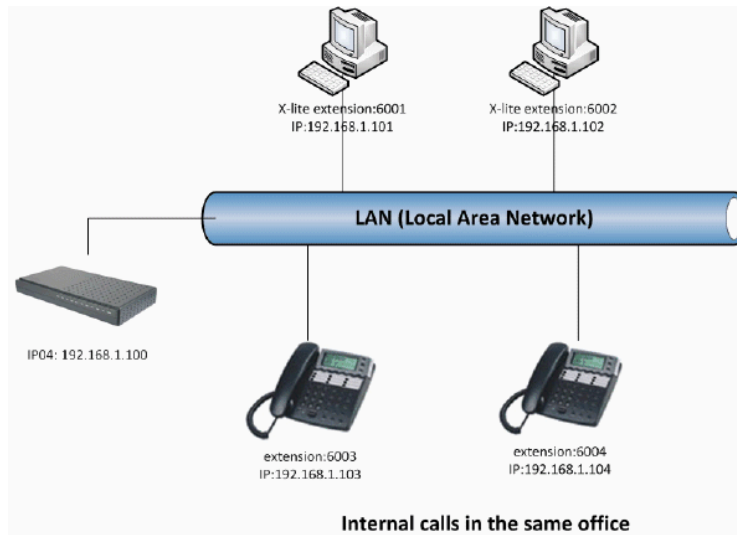 X-lite extension:6001
IP:192.168.1.101
X-lite extension:6002
IP:192.168.1.102
LAN (Local Area Network)
IP04: 192.168.1.100
extension:6003
IP:192.168.1.103
extension:6004
IP:192.168.1.104
Internal calls in the same office